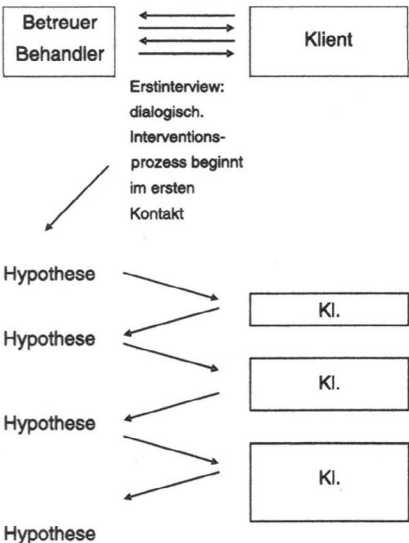 Betreuer
Behandler
Klient
Erstinterview:
dialogisch.
Interventions-
prozess beginnt
im ersten
Kontakt
Hypothese
Kl.
Hypothese
Kl.
Hypothese
Kl.
Hypothese